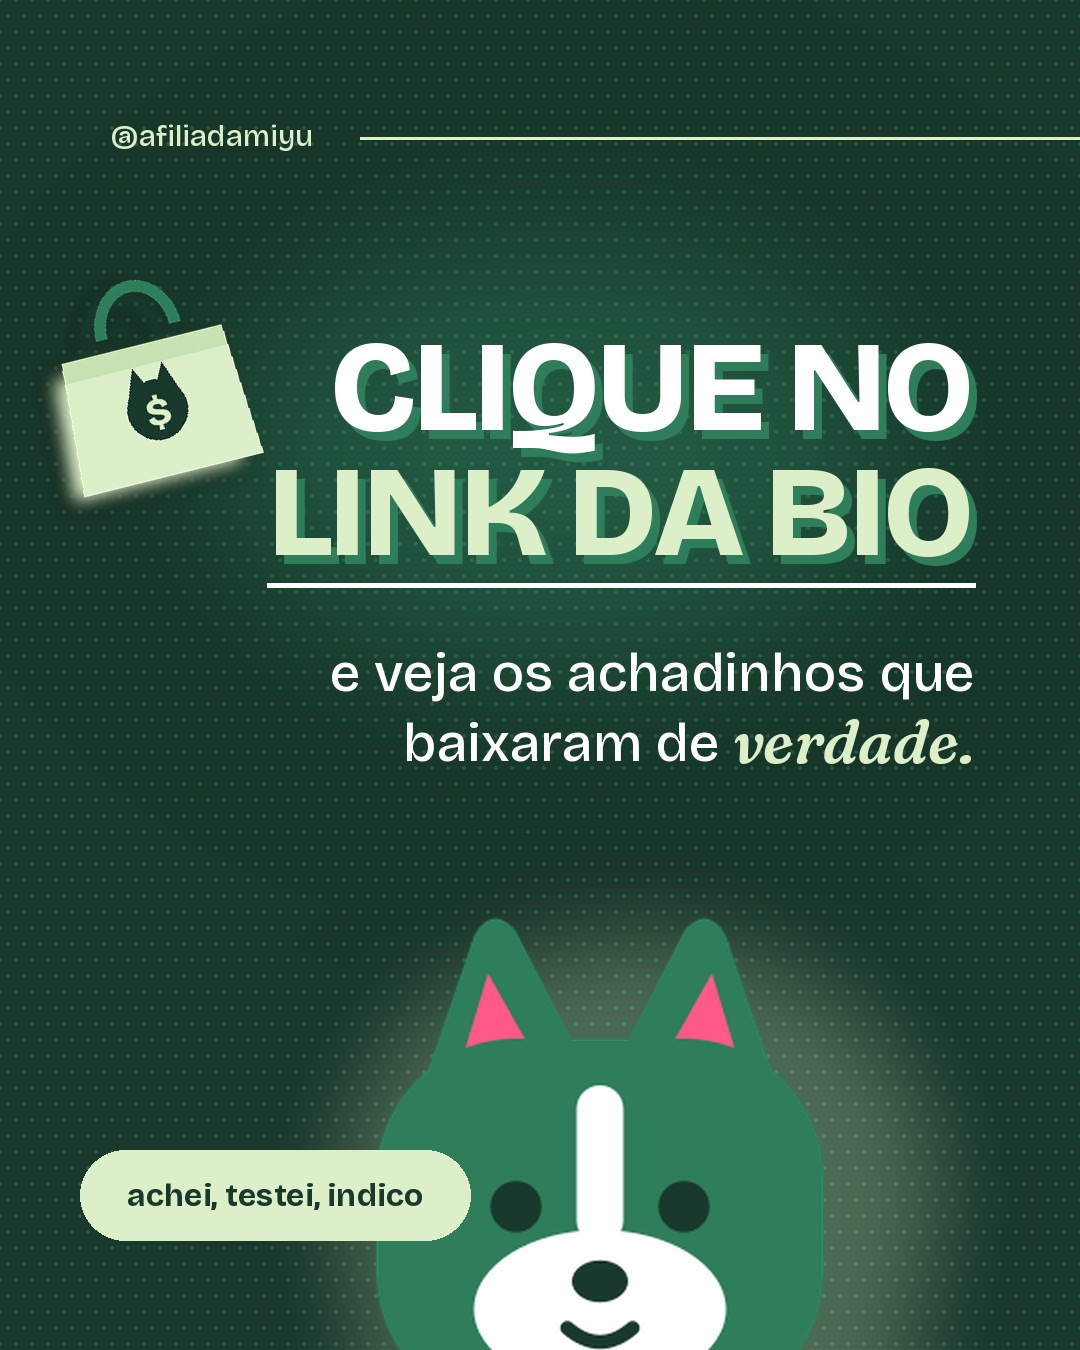 @afiliadamiyu
$
CLIQUE NO
LINK DA BIO
e veja os achadinhos que
baixaram de verdade.
achei, testei, indico